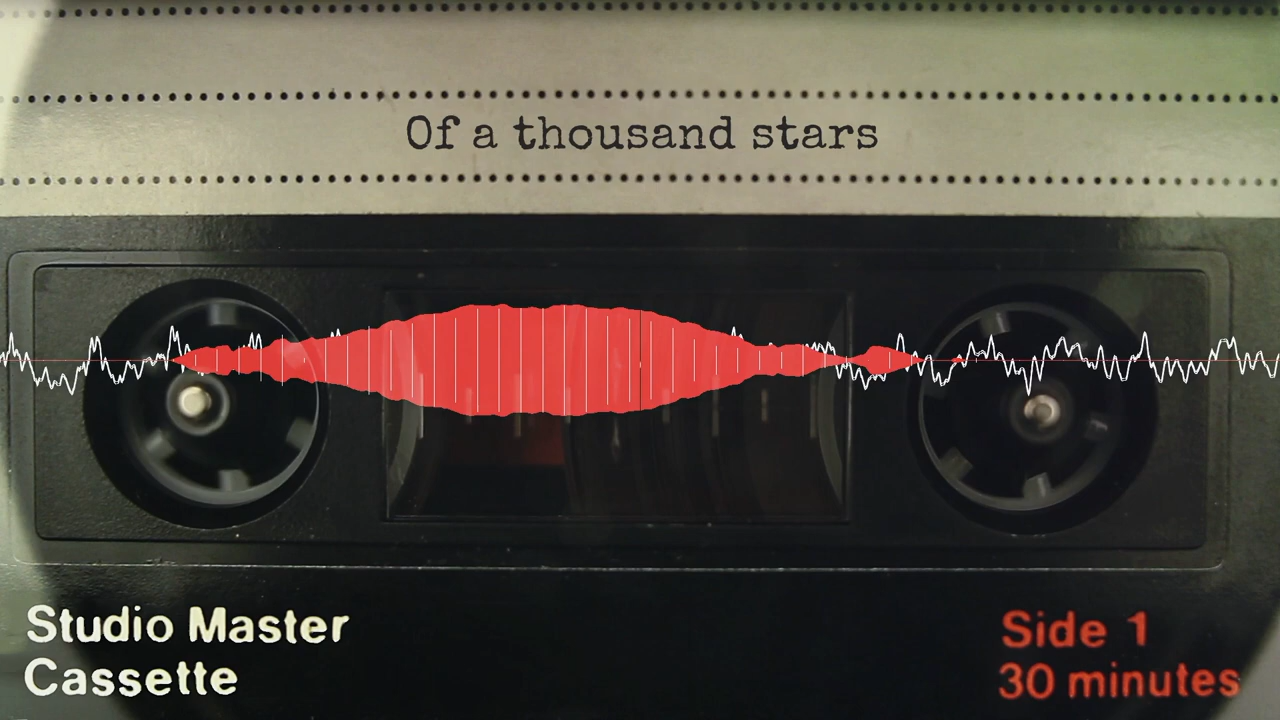 Of a thousand stars
Studio Master
Cassette
Side 1
30 minutes